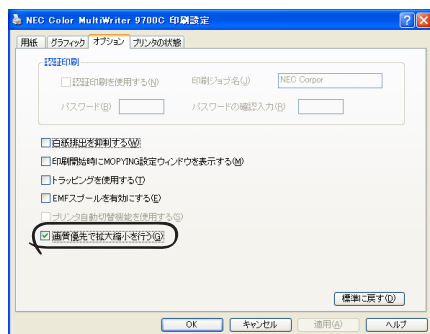 NEC Color MultiWriter 9700C 印刷設定
用紙 グラフィック オプション プリンタの状態
認証印刷
認証印刷を使用する(N) 印刷ジョブ名(J) NEC Corpor
パスワード(B) パスワードの確認入力(R)
白紙排出を抑制する(W)
印刷開始時にMOPYING設定ウィンドウを表示する(M)
トラッピングを使用する(T)
EMFスプールを有効にする(E)
プリンタ自動切替機能を使用する(S)
画質優先で拡大縮小を行う(G)
標準に戻す(D)
OK キャンセル 適用(A) ヘルプ